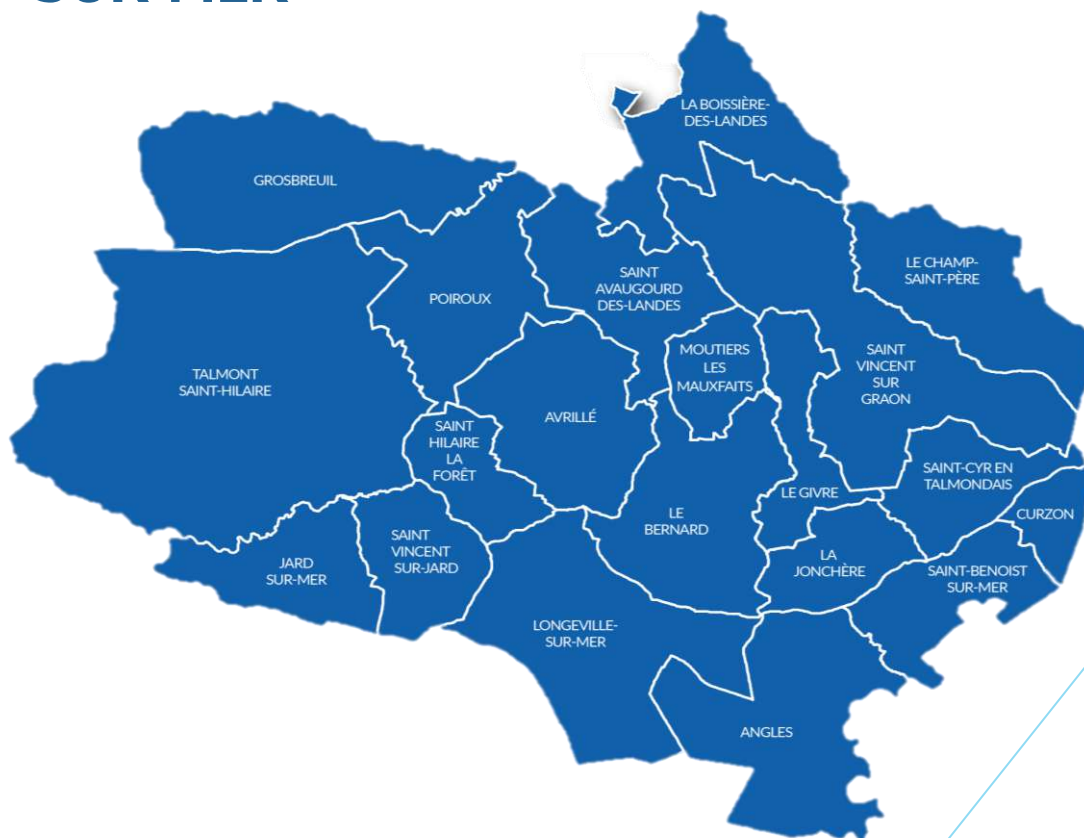 LA BOISSIÈRE-
DES-LANDES
GROSBREUIL
LE CHAMP-
SAINT-PÈRE
SAINT
AVAUGOURD
DES-LANDES
POIROUX
MOUTIERS
LES
MAUXFAITS
SAINT
VINCENT
SUR
GRAON
TALMONT
SAINT-HILAIRE
AVRILLÉ
SAINT
HILAIRE
LA
FORÊT
SAINT-CYR EN
TALMONDAIS
LE GIVRE
CURZON
LE
BERNARD
SAINT
VINCENT
SUR-JARD
JARD
SUR-MER
LA
JONCHÈRE
SAINT-BENOIST
SUR-MER
LONGEVILLE-
SUR-MER
ANGLES